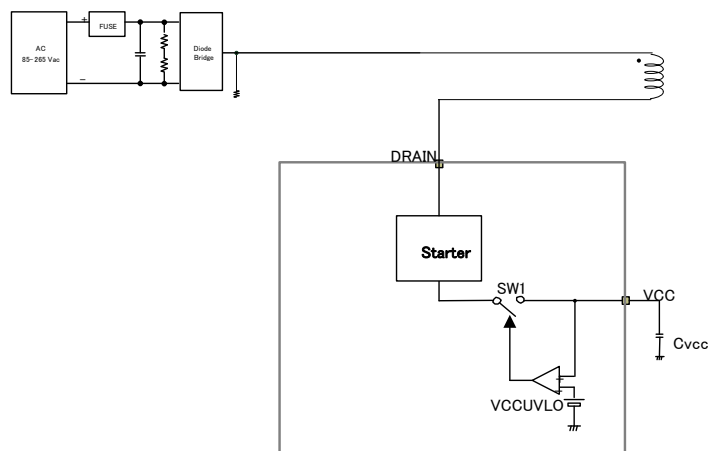 AC
85-265 Vac
+
−
FUSE
Diode
Bridge
DRAIN
Starter
SW1
VCC
Cvcc
+
VCCUVLO